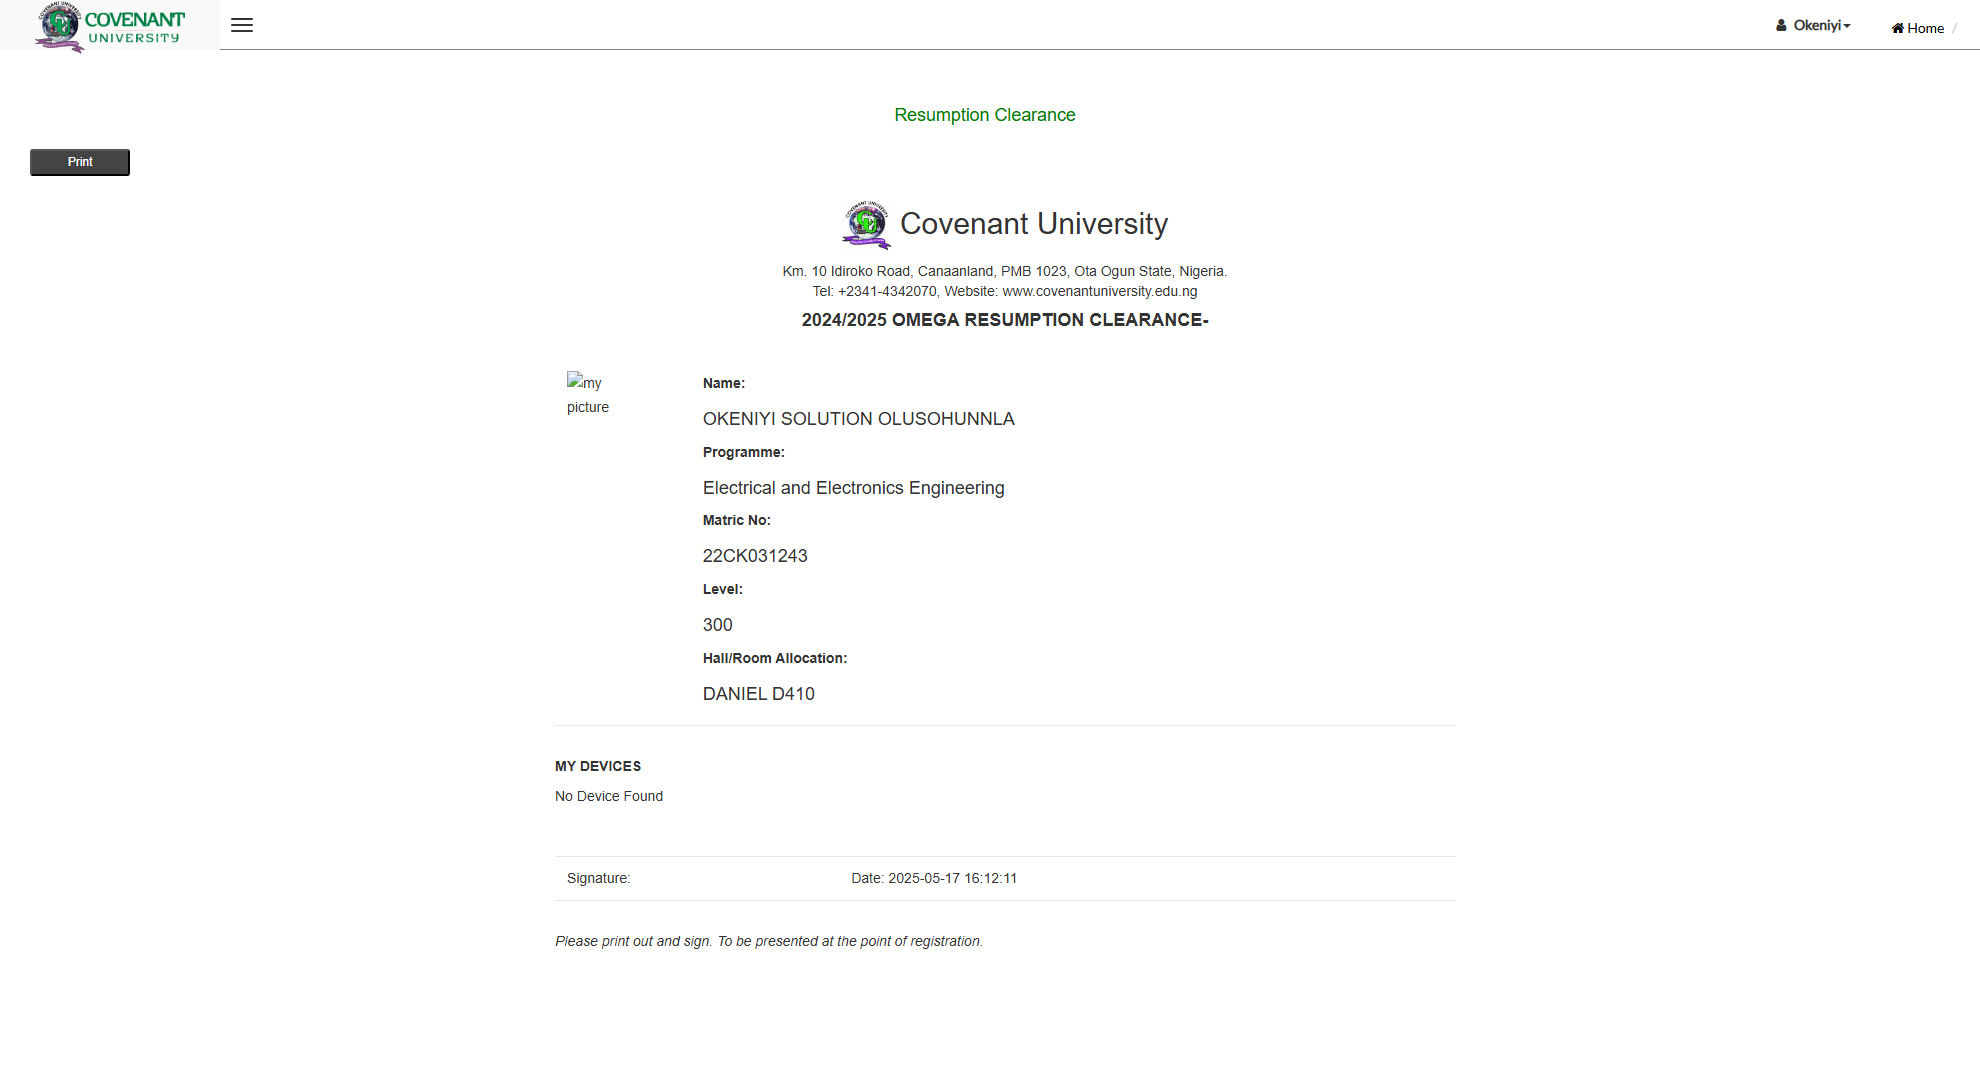 COVENANT
UNIVERSITY
Okeniyi
Home /
Resumption Clearance
Print
Covenant University
Km. 10 Idiroko Road, Canaanland, PMB 1023, Ota Ogun State, Nigeria.
Tel: +2341-4342070, Website: www.covenantuniversity.edu.ng
2024/2025 OMEGA RESUMPTION CLEARANCE-
my
picture
Name:
OKENIYI SOLUTION OLUSOHUNNLA
Programme:
Electrical and Electronics Engineering
Matric No:
22CK031243
Level:
300
Hall/Room Allocation:
DANIEL D410
MY DEVICES
No Device Found
Signature: Date: 2025-05-17 16:12:11
Please print out and sign. To be presented at the point of registration.